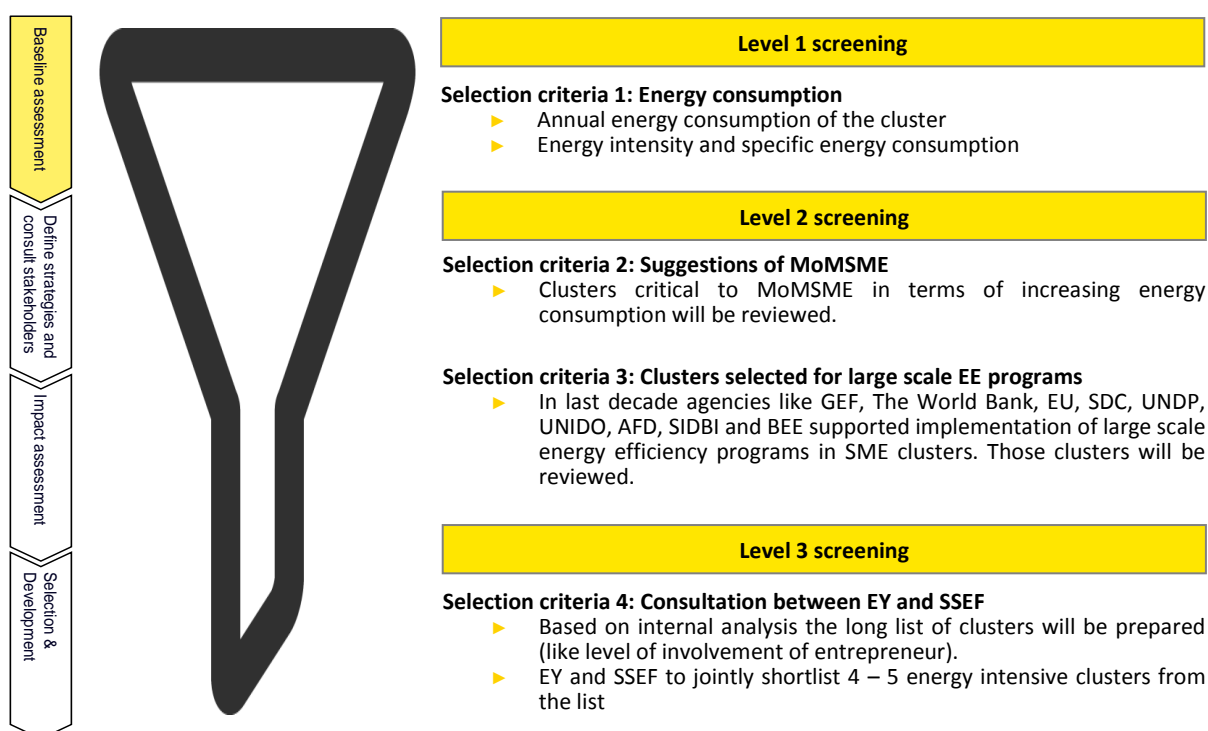 Baseline assessment
Define strategies and
consult stakeholders
Impact assessment
Selection &
Development
Level 1 screening
Selection criteria 1: Energy consumption
► Annual energy consumption of the cluster
► Energy intensity and specific energy consumption
Level 2 screening
Selection criteria 2: Suggestions of MoMSME
► Clusters critical to MoMSME in terms of increasing energy
consumption will be reviewed.
Selection criteria 3: Clusters selected for large scale EE programs
► In last decade agencies like GEF, The World Bank, EU, SDC, UNDP,
UNIDO, AFD, SIDBI and BEE supported implementation of large scale
energy efficiency programs in SME clusters. Those clusters will be
reviewed.
Level 3 screening
Selection criteria 4: Consultation between EY and SSEF
► Based on internal analysis the long list of clusters will be prepared
(like level of involvement of entrepreneur).
► EY and SSEF to jointly shortlist 4 – 5 energy intensive clusters from
the list